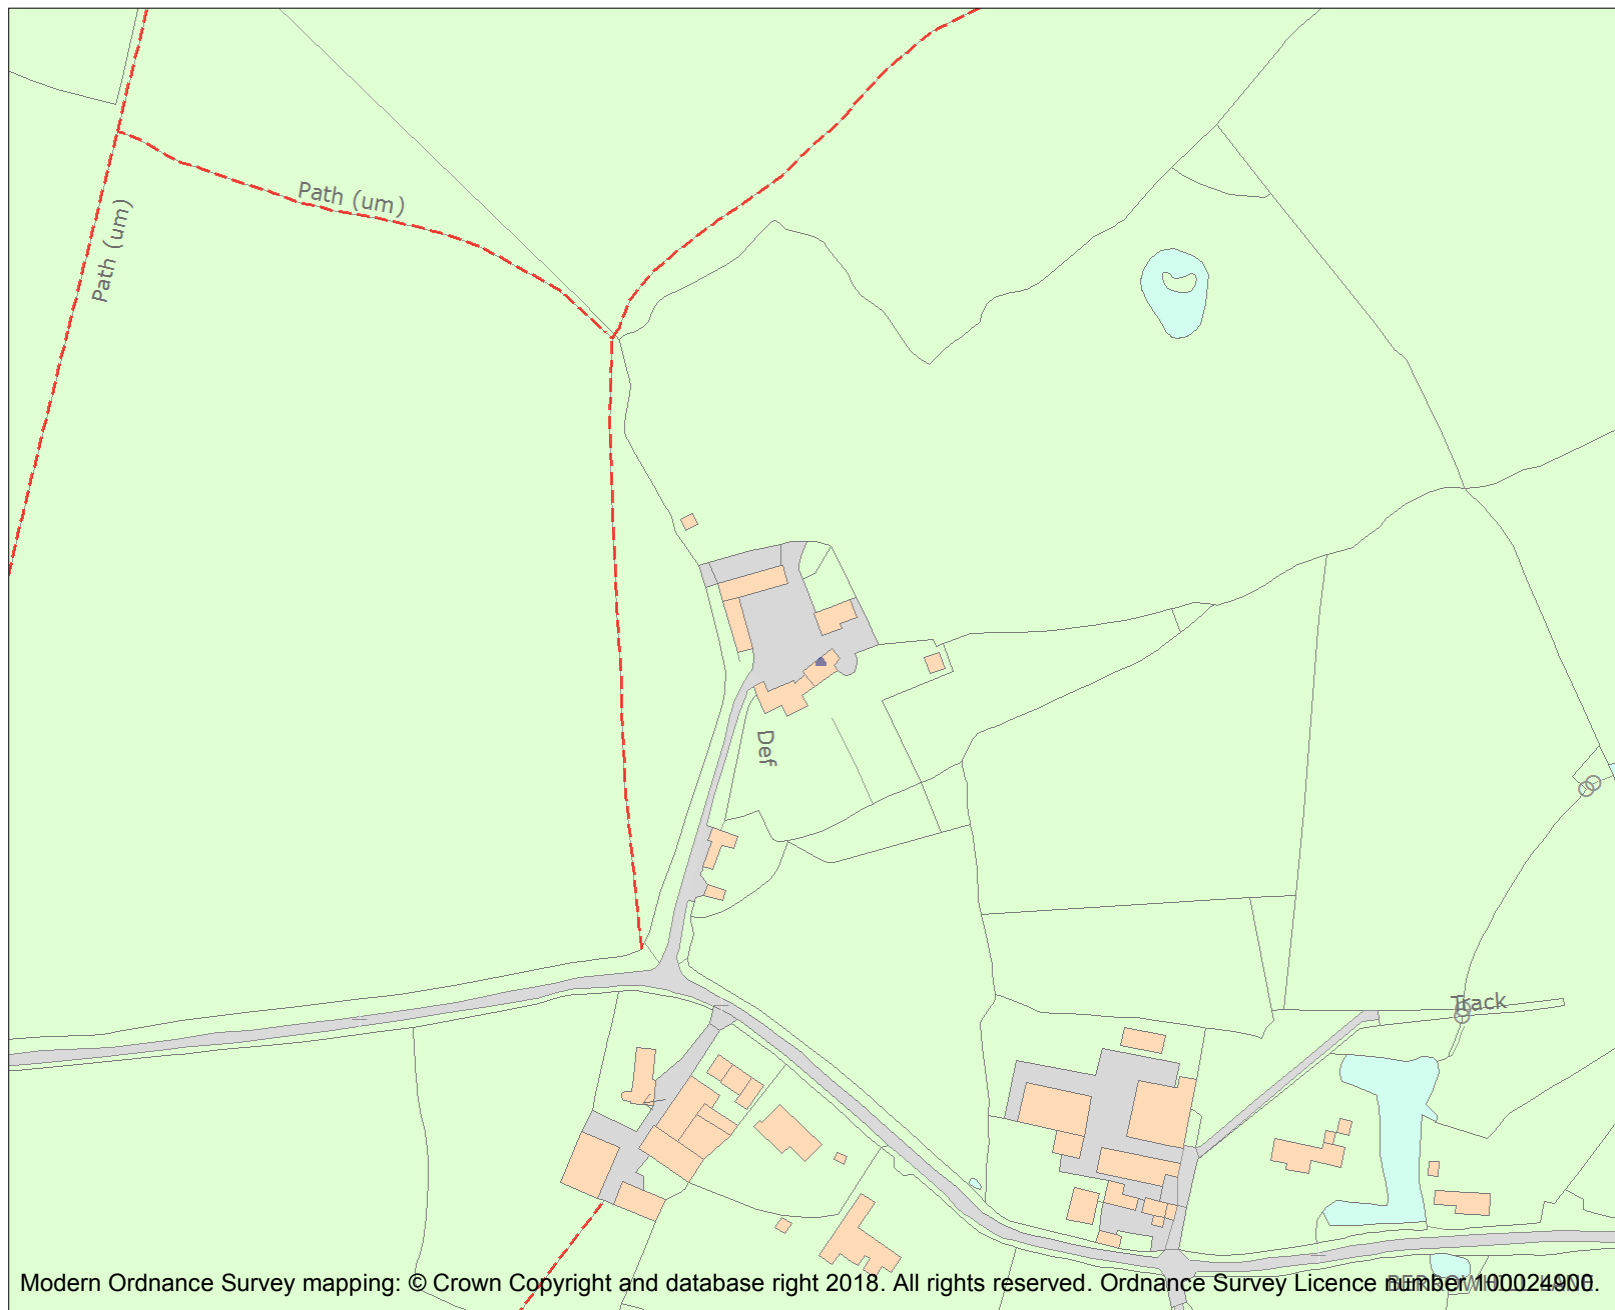 Path (um)
Path (um)
Def
Track
Modern Ordnance Survey mapping: © Crown Copyright and database right 2018. All rights reserved. Ordnance Survey Licence number 100024900.